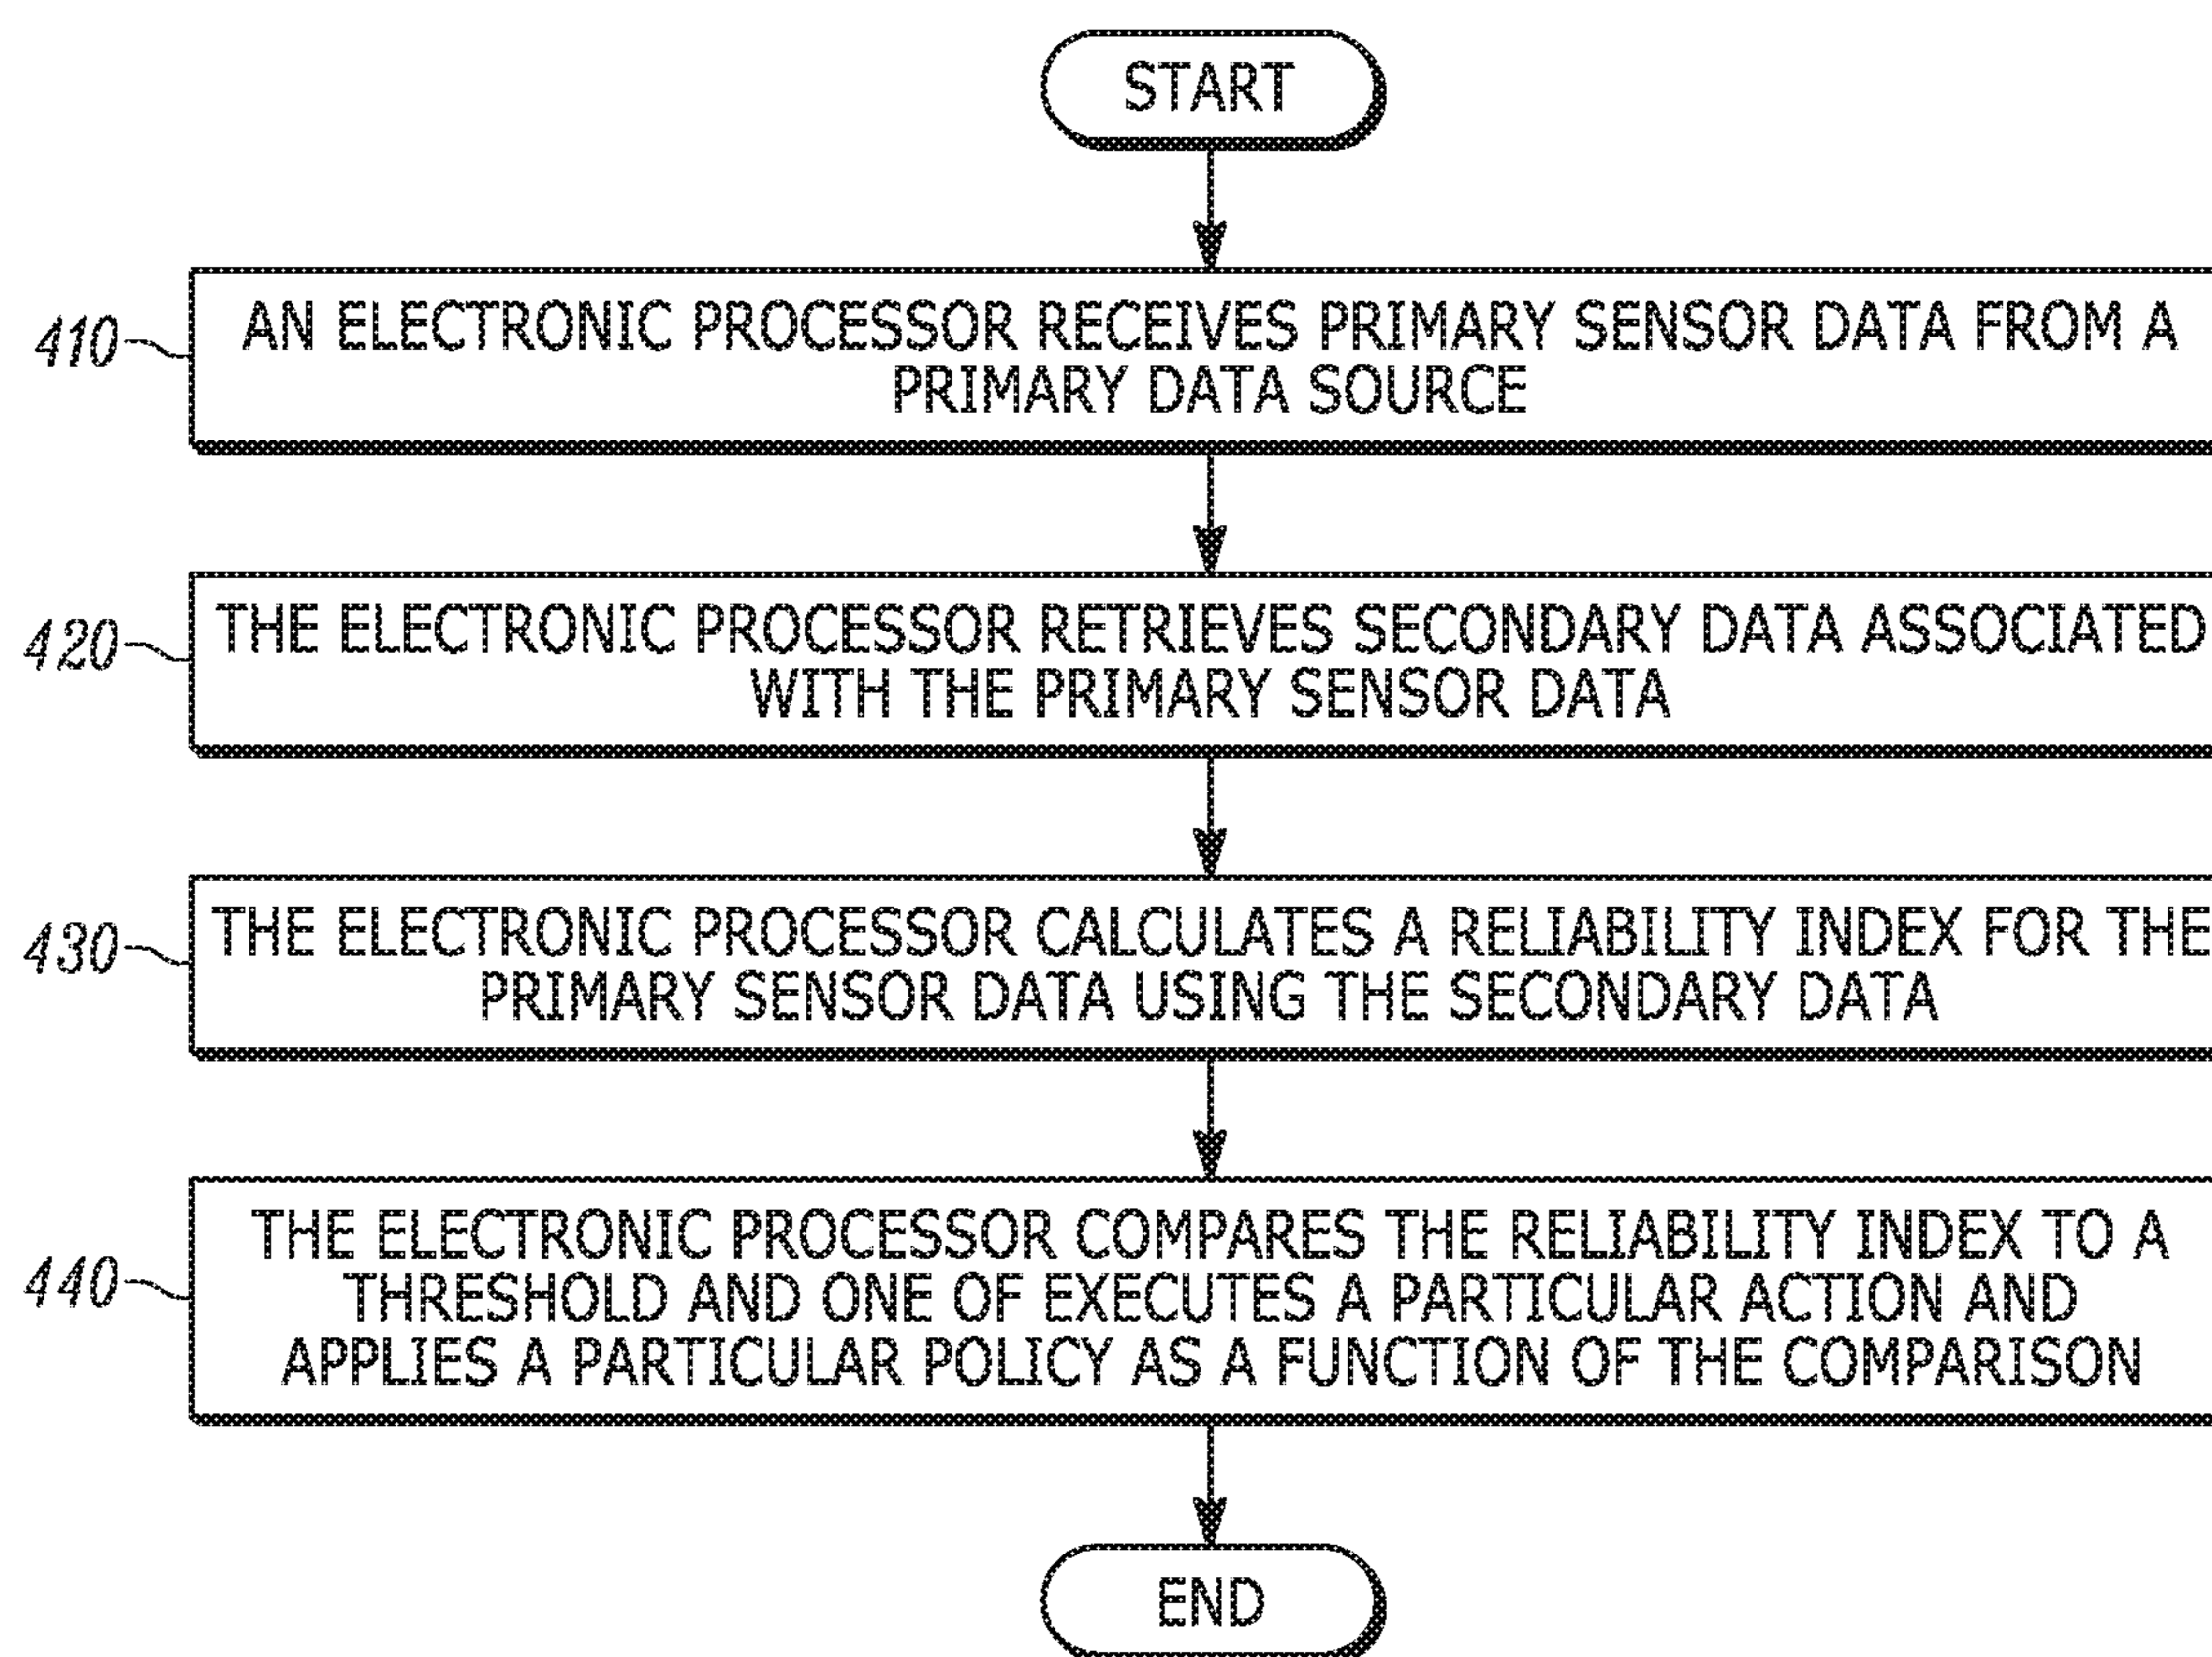 START
410
AN ELECTRONIC PROCESSOR RECEIVES PRIMARY SENSOR DATA FROM A
PRIMARY DATA SOURCE
420
THE ELECTRONIC PROCESSOR RETRIEVES SECONDARY DATA ASSOCIATED
WITH THE PRIMARY SENSOR DATA
430
THE ELECTRONIC PROCESSOR CALCULATES A RELIABILITY INDEX FOR THE
PRIMARY SENSOR DATA USING THE SECONDARY DATA
440
THE ELECTRONIC PROCESSOR COMPARES THE RELIABILITY INDEX TO A
THRESHOLD AND ONE OF EXECUTES A PARTICULAR ACTION AND
APPLIES A PARTICULAR POLICY AS A FUNCTION OF THE COMPARISON
END